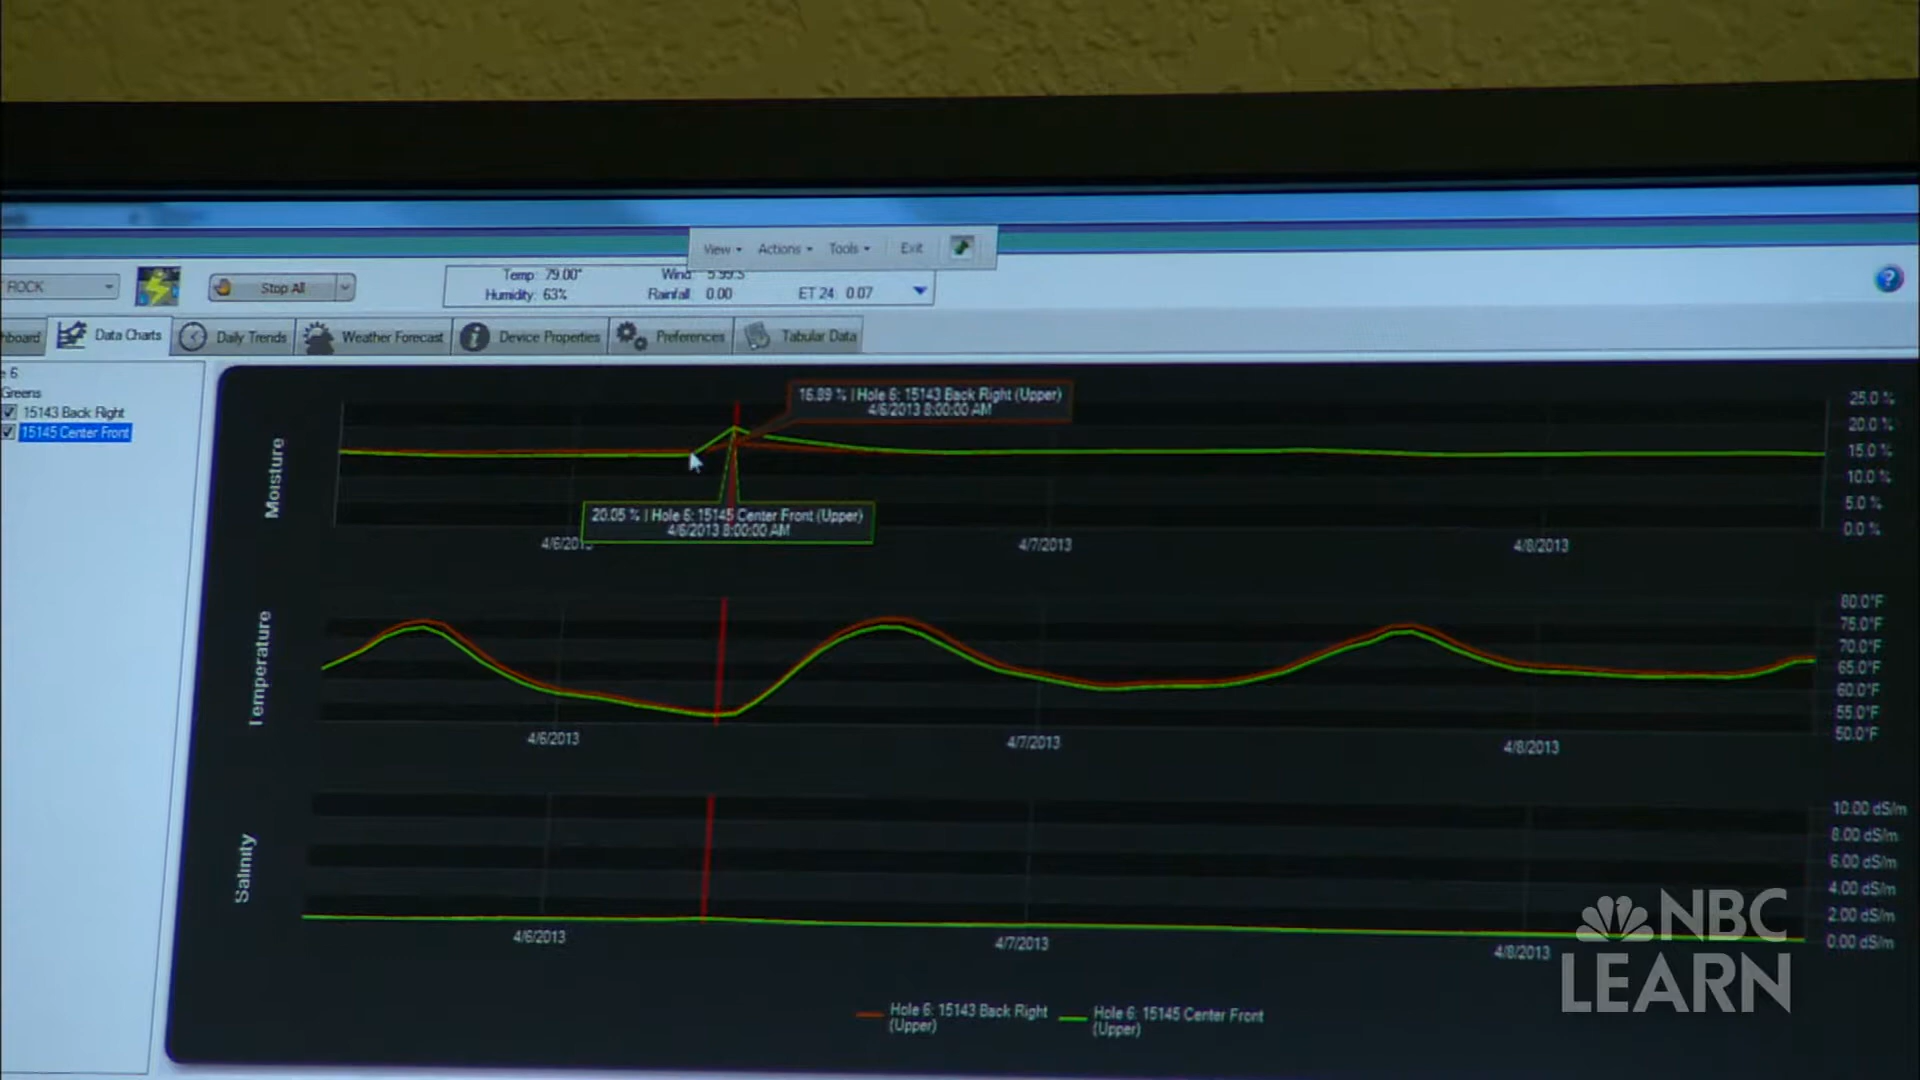 View Actions Tools Exit
ROCK
Stop All
Temp: 79.00°
Humidity: 63%
Rainfall 0.00
ET 24: 0.07
Data Charts
Daily Trends
Weather Forecast
Device Properties
Preferences
Tabular Data
Greens
15143 Back Right
15145 Center Front
16.89 % | Hole 6: 15143 Back Right (Upper)
4/6/2013 8:00:00 AM
Moisture
25.0 %
20.0 %
15.0 %
10.0 %
5.0 %
0.0 %
20.05 % | Hole 6: 15145 Center Front (Upper)
4/6/2013 8:00:00 AM
4/7/2013
4/8/2013
Temperature
80.0°F
75.0°F
70.0°F
65.0°F
60.0°F
55.0°F
50.0°F
4/6/2013
4/7/2013
4/8/2013
Salinity
10.00 dS/m
8.00 dS/m
6.00 dS/m
4.00 dS/m
2.00 dS/m
0.00 dS/m
4/6/2013
4/7/2013
4/8/2013
Hole 6: 15143 Back Right
(Upper)
Hole 6: 15145 Center Front
(Upper)
NBC
LEARN